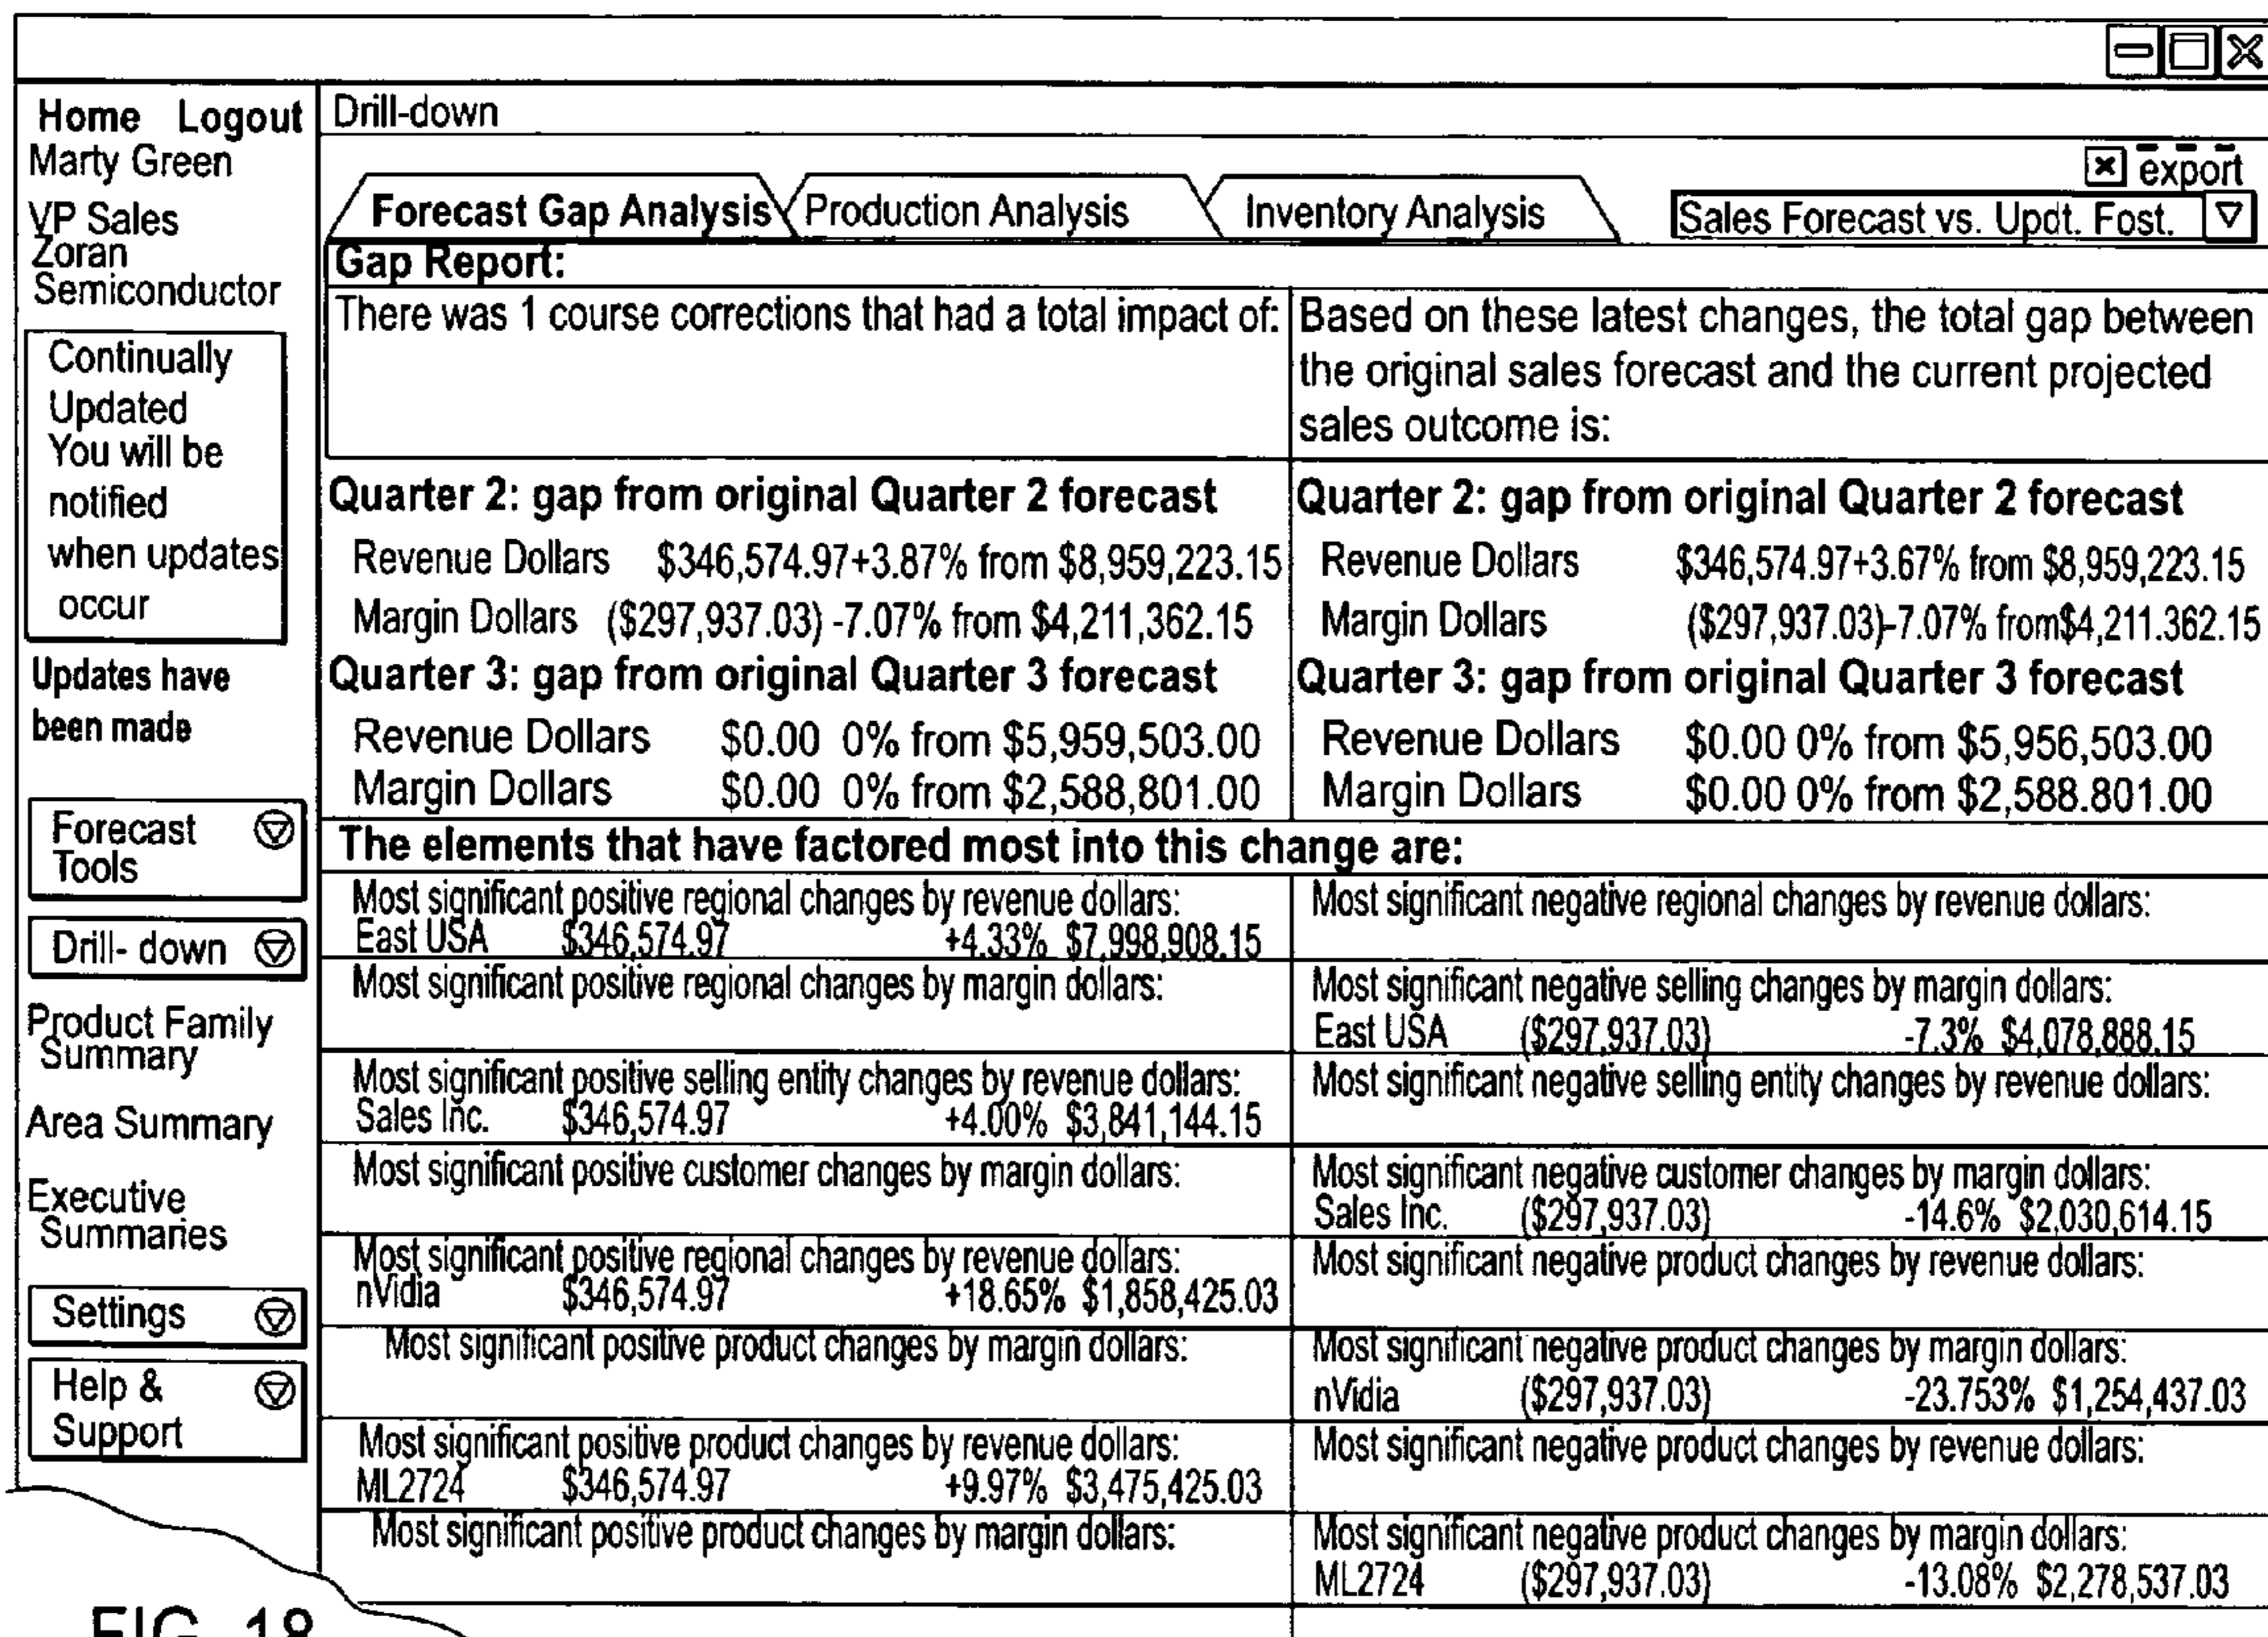 Home Logout
Marty Green
VP Sales
Zoran
Semiconductor
Continually
Updated
You will be
notified
when updates
occur
Updates have
been made
Forecast
Tools
Drill- down
Product Family
Summary
Area Summary
Executive
Summaries
Settings
Help &
Support
Drill-down
export
Forecast Gap Analysis Production Analysis Inventory Analysis Sales Forecast vs. Updt. Fost.
Gap Report:
There was 1 course corrections that had a total impact of:
Based on these latest changes, the total gap between
the original sales forecast and the current projected
sales outcome is:
Quarter 2: gap from original Quarter 2 forecast
Revenue Dollars $346,574.97+3.87% from $8,959,223.15
Margin Dollars ($297,937.03) -7.07% from $4,211,362.15
Quarter 3: gap from original Quarter 3 forecast
Revenue Dollars $0.00 0% from $5,959,503.00
Margin Dollars $0.00 0% from $2,588,801.00
Quarter 2: gap from original Quarter 2 forecast
Revenue Dollars $346,574.97+3.67% from $8,959,223.15
Margin Dollars ($297,937.03)-7.07% from$4,211.362.15
Quarter 3: gap from original Quarter 3 forecast
Revenue Dollars $0.00 0% from $5,956,503.00
Margin Dollars $0.00 0% from $2,588.801.00
The elements that have factored most into this change are:
Most significant positive regional changes by revenue dollars:
East USA $346,574.97 +4.33% $7,998,908.15
Most significant negative regional changes by revenue dollars:
Most significant positive regional changes by margin dollars:
Most significant negative selling changes by margin dollars:
East USA ($297,937.03) -7.3% $4,078,888.15
Most significant positive selling entity changes by revenue dollars:
Sales Inc. $346,574.97 +4.00% $3,841,144.15
Most significant negative selling entity changes by revenue dollars:
Most significant positive customer changes by margin dollars:
Most significant negative customer changes by margin dollars:
Sales Inc. ($297,937.03) -14.6% $2,030,614.15
Most significant positive regional changes by revenue dollars:
nVidia $346,574.97 +18.65% $1,858,425.03
Most significant negative product changes by revenue dollars:
Most significant positive product changes by margin dollars:
Most significant negative product changes by margin dollars:
nVidia ($297,937.03) -23.753% $1,254,437.03
Most significant positive product changes by revenue dollars:
ML2724 $346,574.97 +9.97% $3,475,425.03
Most significant negative product changes by revenue dollars:
Most significant positive product changes by margin dollars:
Most significant negative product changes by margin dollars:
ML2724 ($297,937.03) -13.08% $2,278,537.03
FIG. 18